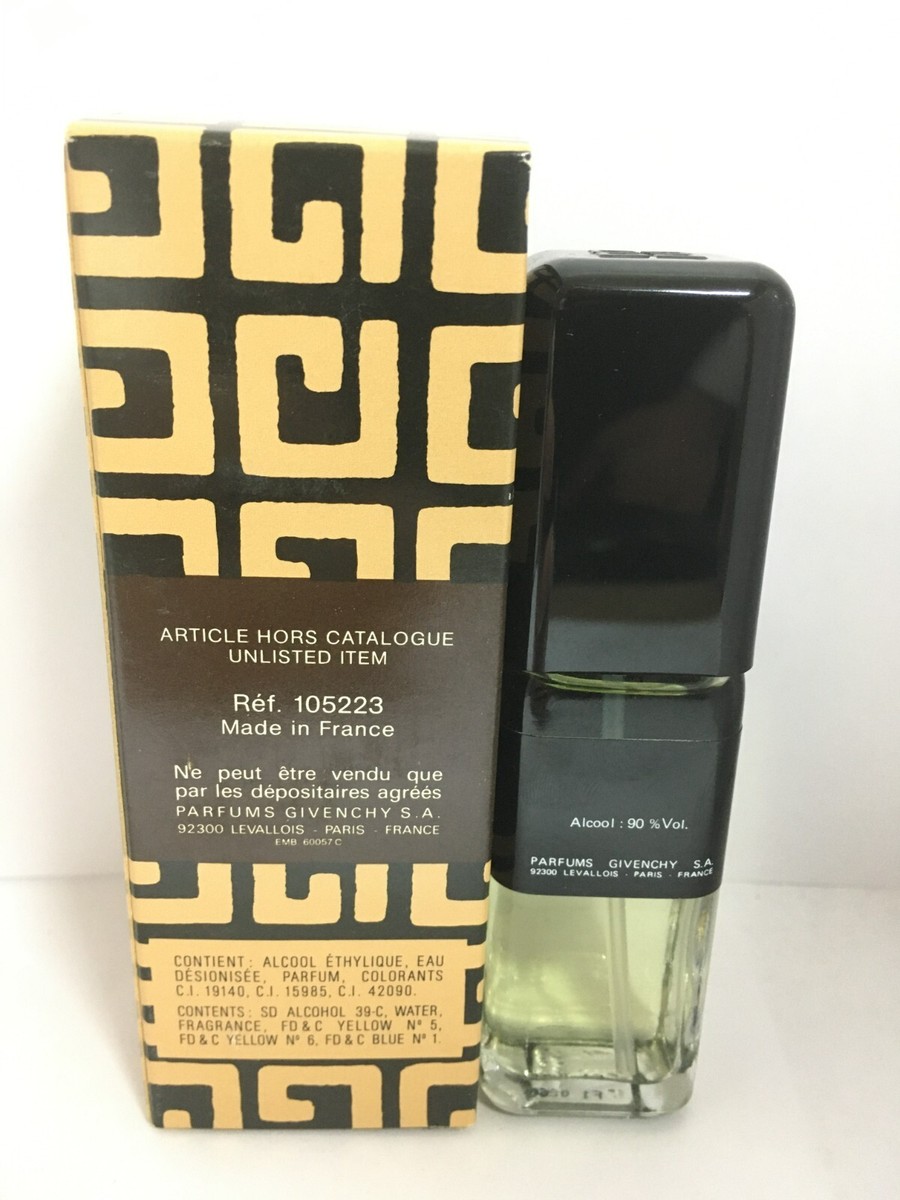 ARTICLE HORS CATALOGUE
UNLISTED ITEM
Réf. 105223
Made in France
Ne peut être vendu que
par les dépositaires agréés
PARFUMS GIVENCHY S.A.
92300 LEVALLOIS - PARIS - FRANCE
EMB 60057 C
CONTIENT : ALCOOL ÉTHYLIQUE, EAU
DÉSIONISÉE, PARFUM, COLORANTS
C.I. 19140, C.I. 15985, C.I. 42090.
CONTENTS : SD ALCOHOL 39-C, WATER,
FRAGRANCE, FD & C YELLOW Nº 5,
FD & C YELLOW Nº 6, FD & C BLUE Nº 1.
Alcool : 90 % Vol.
PARFUMS GIVENCHY S.A.
92300 LEVALLOIS - PARIS - FRANCE